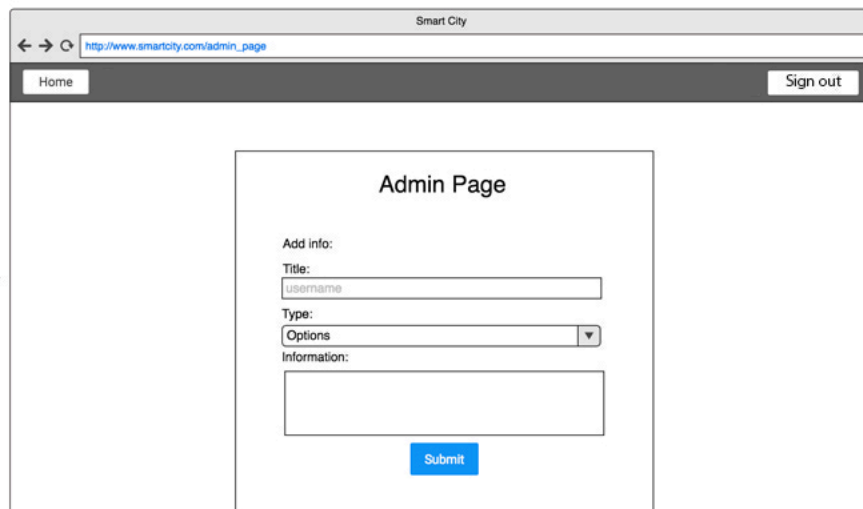 Smart City
http://www.smartcity.com/admin_page
Home Sign out
Admin Page
Add info:
Title:
username
Type:
Options
Information:
Submit